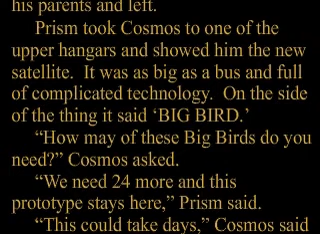 his parents and left.
Prism took Cosmos to one of the
upper hangars and showed him the new
satellite. It was as big as a bus and full
of complicated technology. On the side
of the thing it said ‘BIG BIRD.’
“How may of these Big Birds do you
need?” Cosmos asked.
“We need 24 more and this
prototype stays here,” Prism said.
“This could take days,” Cosmos said